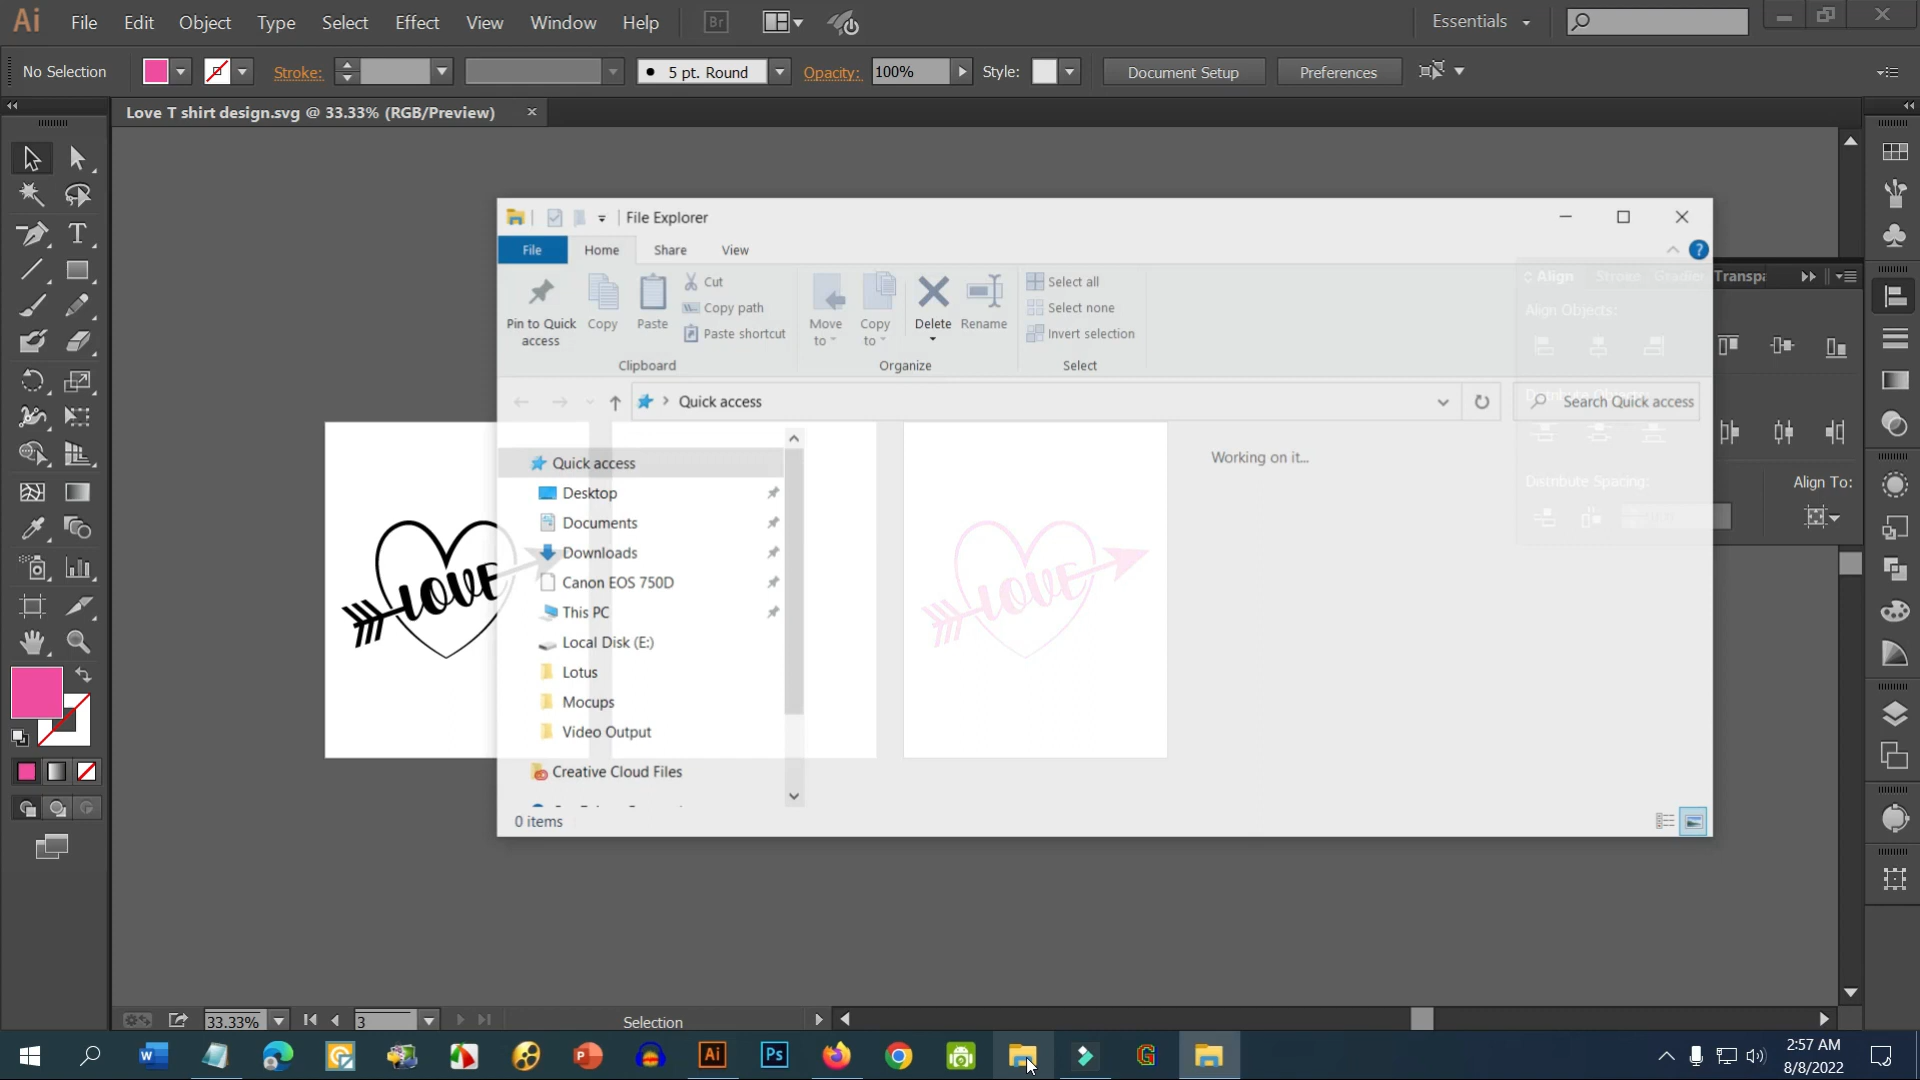 Ai File Edit Object Type Select Effect View Window Help Br Essentials
No Selection Stroke: 5 pt. Round Opacity: 100% Style: Document Setup Preferences
Love T shirt design.svg @ 33.33% (RGB/Preview)
File Explorer
File Home Share View
Align Stroke Gradien Transpa
Pin to Quick access
Copy
Paste
Cut
Copy path
Paste shortcut
Clipboard
Move to
Copy to
Delete
Rename
Organize
Select all
Select none
Invert selection
Select
Align Objects:
Quick access
Search Quick access
Quick access
Desktop
Documents
Downloads
Canon EOS 750D
This PC
Local Disk (E:)
Lotus
Mocups
Video Output
Creative Cloud Files
Working on it...
Distribute Spacing:
Align To:
LOVE
LOVE
0 items
33.33% 3 Selection
2:57 AM
8/8/2022